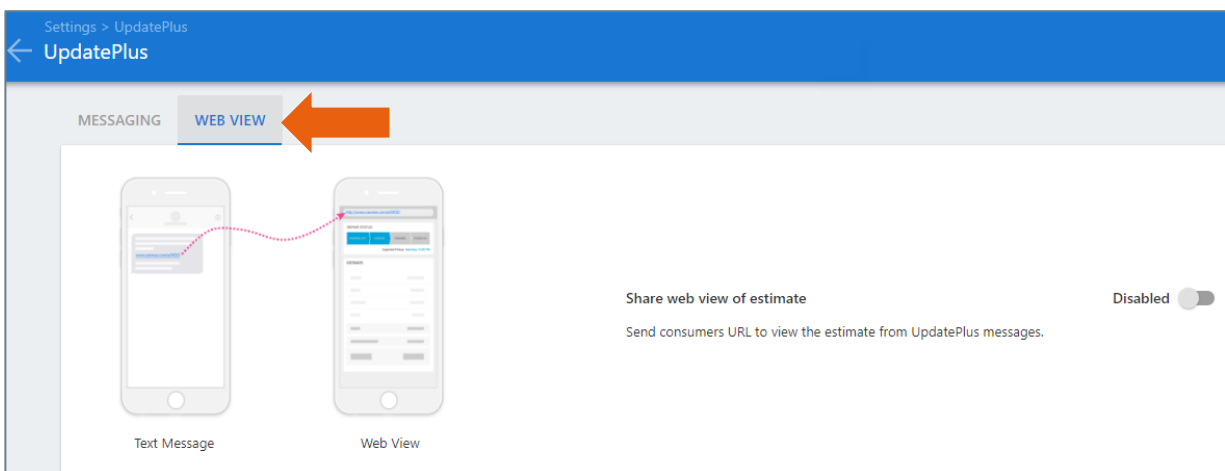 Settings > UpdatePlus
UpdatePlus
MESSAGING WEB VIEW
ESTIMATE
Share web view of estimate Disabled
Send consumers URL to view the estimate from UpdatePlus messages.
Text Message Web View